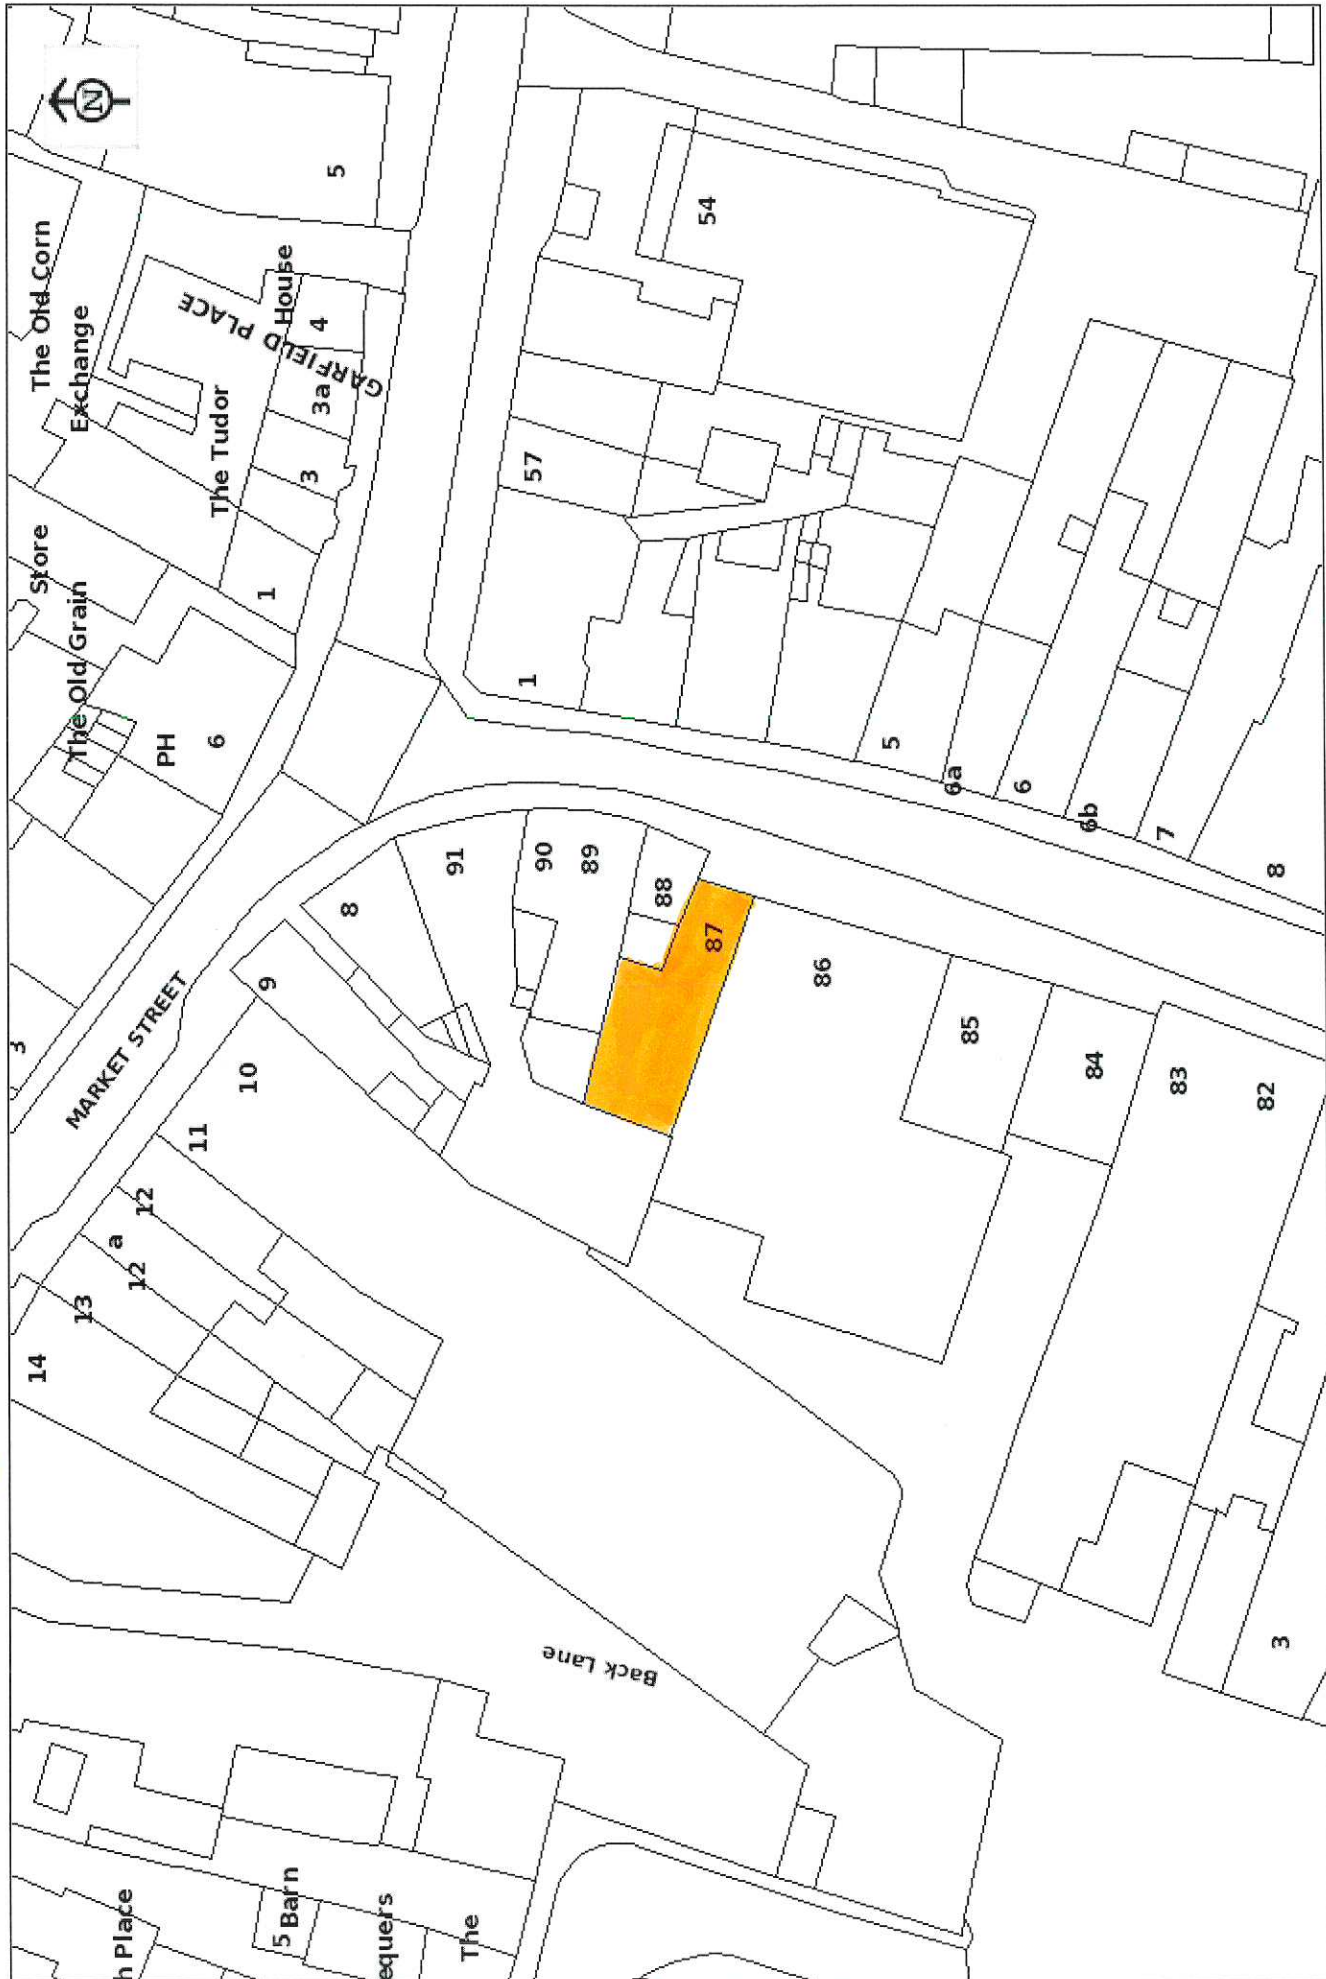 N
The Old Corn
Exchange
5
House
4
GARFIELD PLACE
3a
The Tudor
3
Store
The Old Grain
1
PH
6
54
57
1
5
6a
6
6b
7
8
3
MARKET STREET
9
8
91
90
89
88
87
86
85
84
83
82
10
11
12
a
12
13
14
Back Lane
3
h Place
5
Barn
equers
The